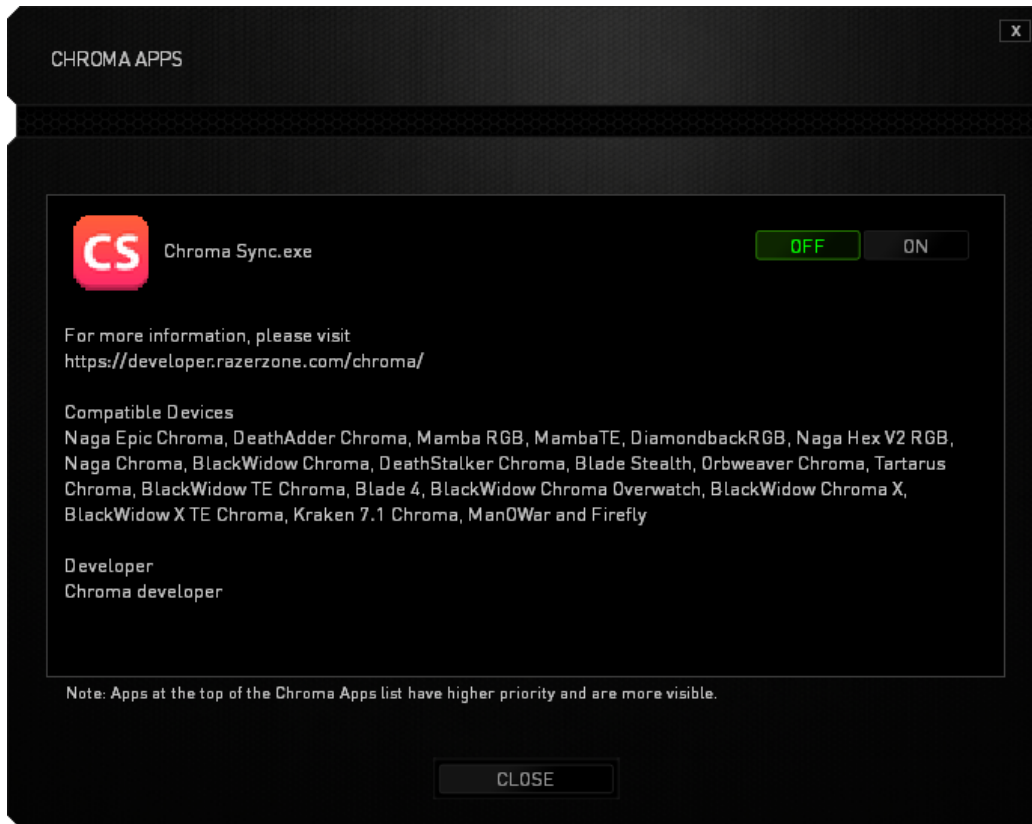 X
CHROMA APPS
CS
Chroma Sync.exe
OFF
ON
For more information, please visit
https://developer.razerzone.com/chroma/
Compatible Devices
Naga Epic Chroma, DeathAdder Chroma, Mamba RGB, MambaTE, DiamondbackRGB, Naga Hex V2 RGB,
Naga Chroma, BlackWidow Chroma, DeathStalker Chroma, Blade Stealth, Orbweaver Chroma, Tartarus
Chroma, BlackWidow TE Chroma, Blade 4, BlackWidow Chroma Overwatch, BlackWidow Chroma X,
BlackWidow X TE Chroma, Kraken 7.1 Chroma, ManOWar and Firefly
Developer
Chroma developer
Note: Apps at the top of the Chroma Apps list have higher priority and are more visible.
CLOSE